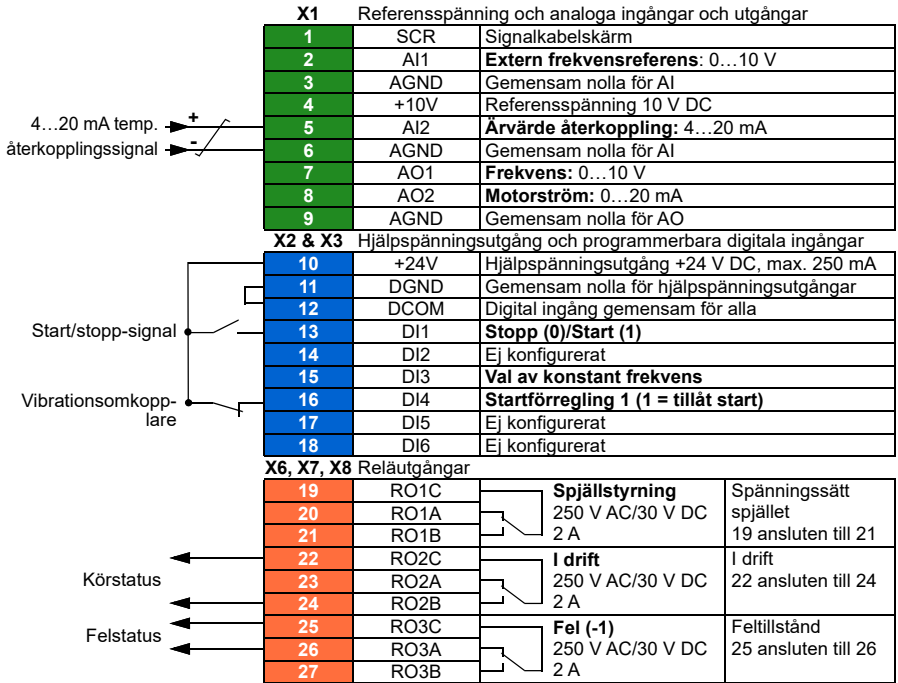 X1 Referensspänning och analoga ingångar och utgångar
1 SCR Signalkabelskärm
2 AI1 Extern frekvensreferens: 0…10 V
3 AGND Gemensam nolla för AI
4 +10V Referensspänning 10 V DC
4…20 mA temp. + 5 AI2 Ärvärde återkoppling: 4…20 mA
återkopplingssignal - 6 AGND Gemensam nolla för AI
7 AO1 Frekvens: 0…10 V
8 AO2 Motorström: 0…20 mA
9 AGND Gemensam nolla för AO
X2 & X3 Hjälpspänningsutgång och programmerbara digitala ingångar
10 +24V Hjälpspänningsutgång +24 V DC, max. 250 mA
11 DGND Gemensam nolla för hjälpspänningsutgångar
12 DCOM Digital ingång gemensam för alla
Start/stopp-signal 13 DI1 Stopp (0)/Start (1)
14 DI2 Ej konfigurerat
15 DI3 Val av konstant frekvens
Vibrationsomkopp- 16 DI4 Startförregling 1 (1 = tillåt start)
lare 17 DI5 Ej konfigurerat
18 DI6 Ej konfigurerat
X6, X7, X8 Reläutgångar
19 RO1C Spjällstyrning Spänningssätt
20 RO1A 250 V AC/30 V DC spjället
21 RO1B 2 A 19 ansluten till 21
22 RO2C I drift I drift
Körstatus 23 RO2A 250 V AC/30 V DC 22 ansluten till 24
24 RO2B 2 A
25 RO3C Fel (-1) Feltillstånd
Felstatus 26 RO3A 250 V AC/30 V DC 25 ansluten till 26
27 RO3B 2 A